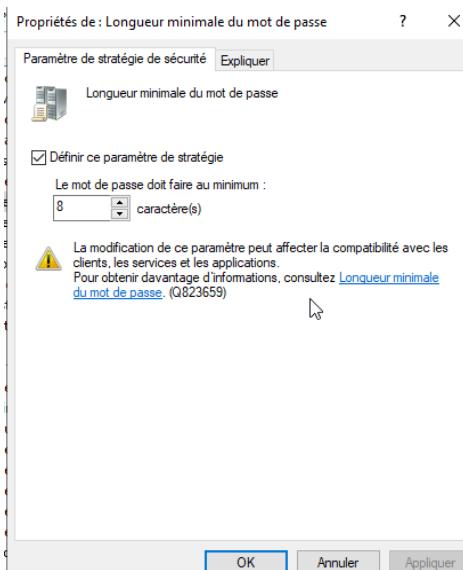 Propriétés de : Longueur minimale du mot de passe ? X
Paramètre de stratégie de sécurité Expliquer
Longueur minimale du mot de passe
Définir ce paramètre de stratégie
Le mot de passe doit faire au minimum :
8 caractère(s)
La modification de ce paramètre peut affecter la compatibilité avec les
clients, les services et les applications.
Pour obtenir davantage d'informations, consultez Longueur minimale
du mot de passe. (Q823659)
OK Annuler Appliquer